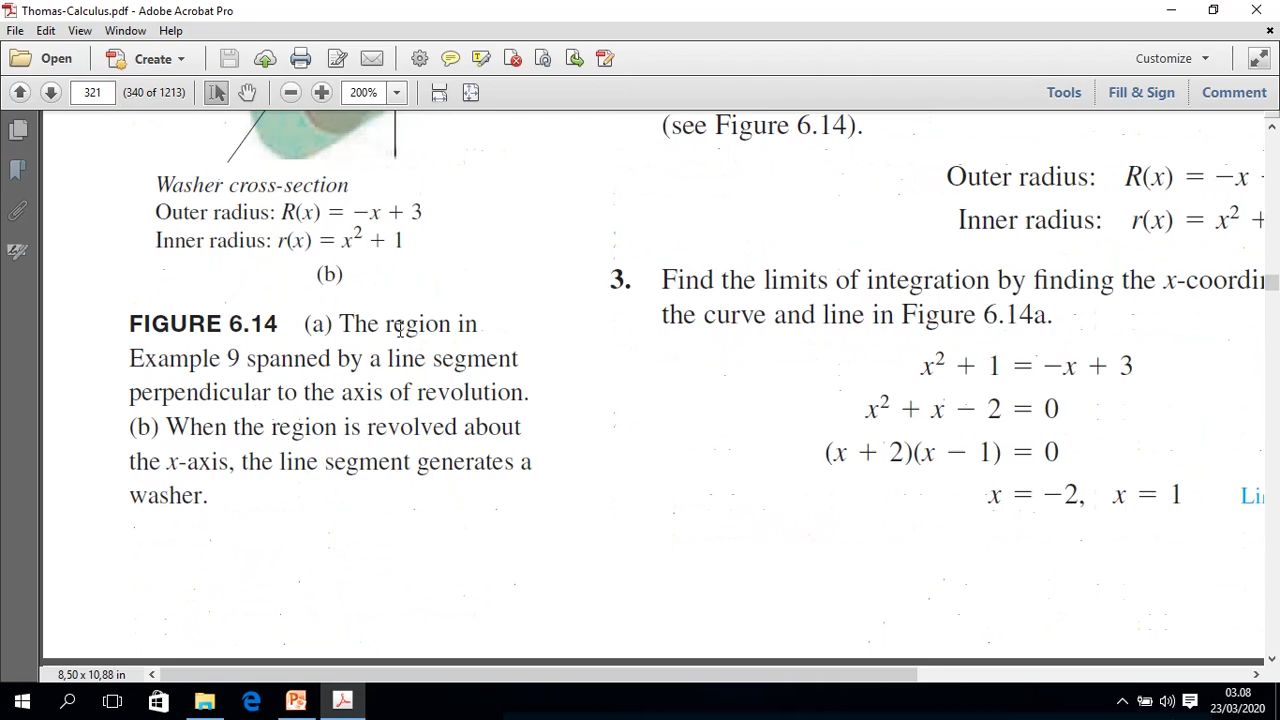 Thomas-Calculus.pdf - Adobe Acrobat Pro
File Edit View Window Help
Open Create Customize
321 (340 of 1213) 200% Tools Fill & Sign Comment
Washer cross-section
Outer radius: R(x) = −x + 3
Inner radius: r(x) = x² + 1
(b)
FIGURE 6.14 (a) The region in
Example 9 spanned by a line segment
perpendicular to the axis of revolution.
(b) When the region is revolved about
the x-axis, the line segment generates a
washer.
(see Figure 6.14).
Outer radius: R(x) = −x
Inner radius: r(x) = x² +
3. Find the limits of integration by finding the
the curve and line in Figure 6.14a.
x² + 1 = −x + 3
x² + x − 2 = 0
(x + 2)(x − 1) = 0
x = −2, x = 1
8,50 x 10,88 in
03.08
23/03/2020